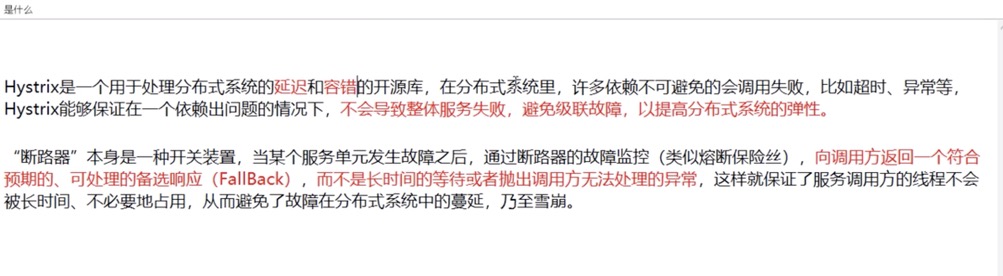 是什么
Hystrix是一个用于处理分布式系统的延迟和容错的开源库，在分布式系统里，许多依赖不可避免的会调用失败，比如超时、异常等，
Hystrix能够保证在一个依赖出问题的情况下，不会导致整体服务失败，避免级联故障，以提高分布式系统的弹性。
“断路器”本身是一种开关装置，当某个服务单元发生故障之后，通过断路器的故障监控（类似熔断保险丝），向调用方返回一个符合
预期的、可处理的备选响应（FallBack），而不是长时间的等待或者抛出调用方无法处理的异常，这样就保证了服务调用方的线程不会
被长时间、不必要地占用，从而避免了故障在分布式系统中的蔓延，乃至雪崩。